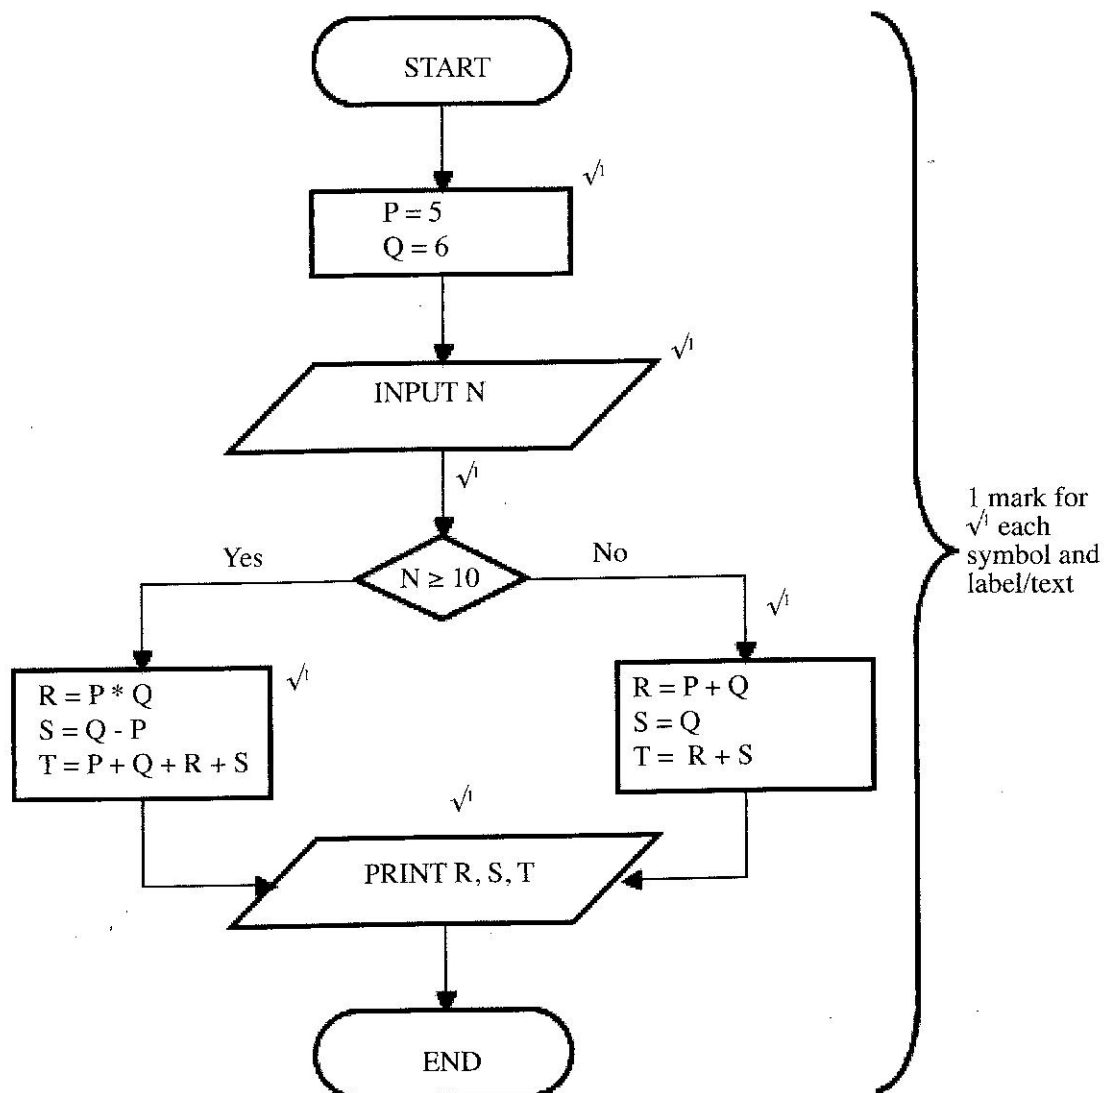 START
√1
P = 5
Q = 6
√1
INPUT N
√1
Yes
N ≥ 10
No
√1
R = P * Q
S = Q - P
T = P + Q + R + S
√1
R = P + Q
S = Q
T = R + S
√1
PRINT R, S, T
END
1 mark for
√1 each
symbol and
label/text